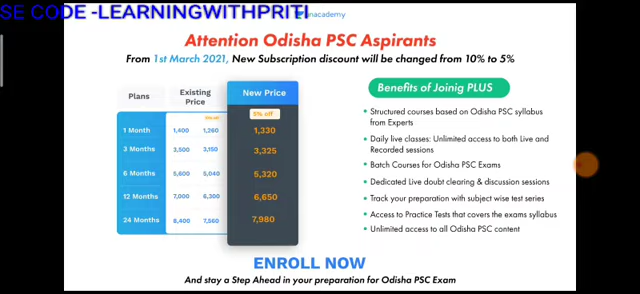 SE CODE -LEARNINGWITHPRITI
unacademy
Attention Odisha PSC Aspirants
From 1st March 2021, New Subscription discount will be changed from 10% to 5%
Plans
Existing Price
New Price
5% off
1 Month 1,400 1,260 1,330
3 Months 3,500 3,150 3,325
6 Months 5,600 5,040 5,320
12 Months 7,000 6,300 6,650
24 Months 8,400 7,560 7,980
Benefits of Joinig PLUS
Structured courses based on Odisha PSC syllabus
from Experts
Daily live classes: Unlimited access to both Live and
Recorded sessions
Batch Courses for Odisha PSC Exams
Dedicated Live doubt clearing & discussion sessions
Track your preparation with subject wise test series
Access to Practice Tests that covers the exams syllabus
Unlimited access to all Odisha PSC content
ENROLL NOW
And stay a Step Ahead in your preparation for Odisha PSC Exam